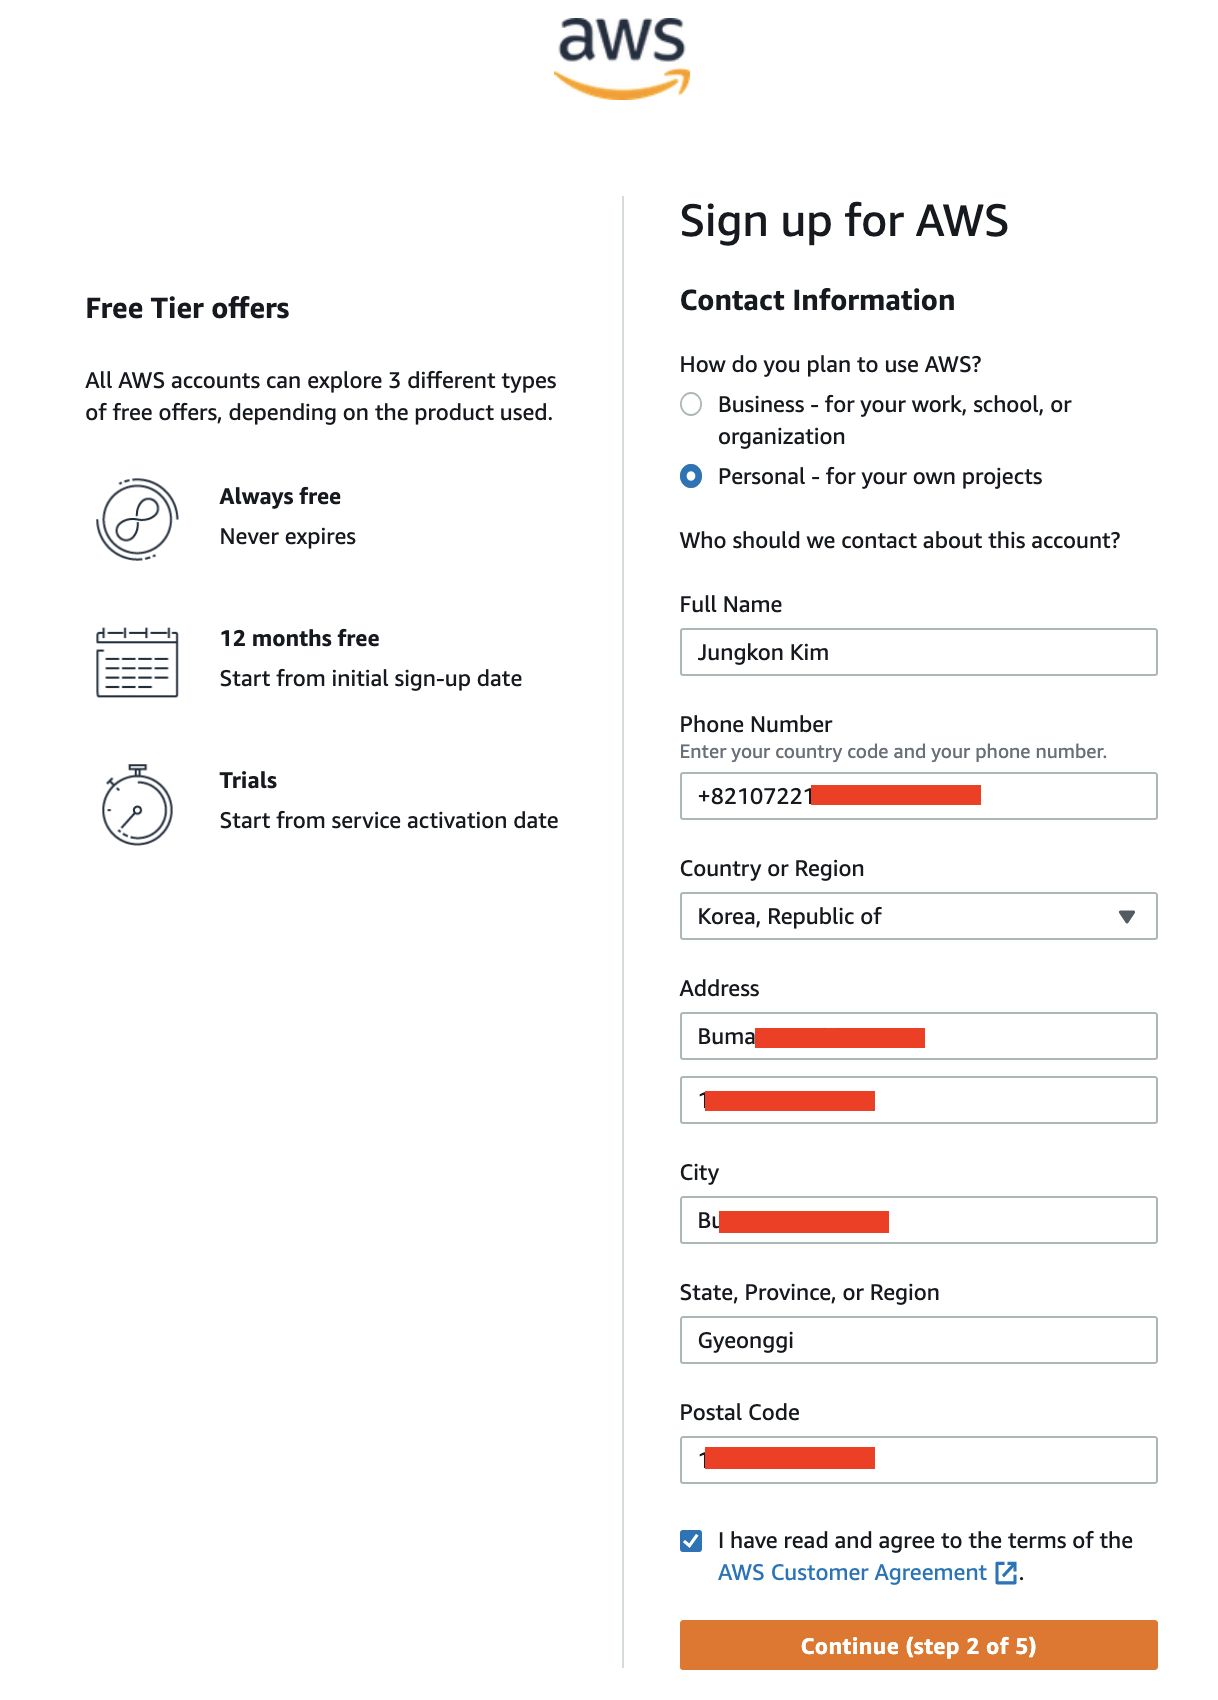 aws
Free Tier offers
All AWS accounts can explore 3 different types
of free offers, depending on the product used.
Always free
Never expires
12 months free
Start from initial sign-up date
Trials
Start from service activation date
Sign up for AWS
Contact Information
How do you plan to use AWS?
Business - for your work, school, or
organization
Personal - for your own projects
Who should we contact about this account?
Full Name
Jungkon Kim
Phone Number
Enter your country code and your phone number.
+82107221
Country or Region
Korea, Republic of
Address
Buma
1
City
Bu
State, Province, or Region
Gyeonggi
Postal Code
1
I have read and agree to the terms of the
AWS Customer Agreement.
Continue (step 2 of 5)